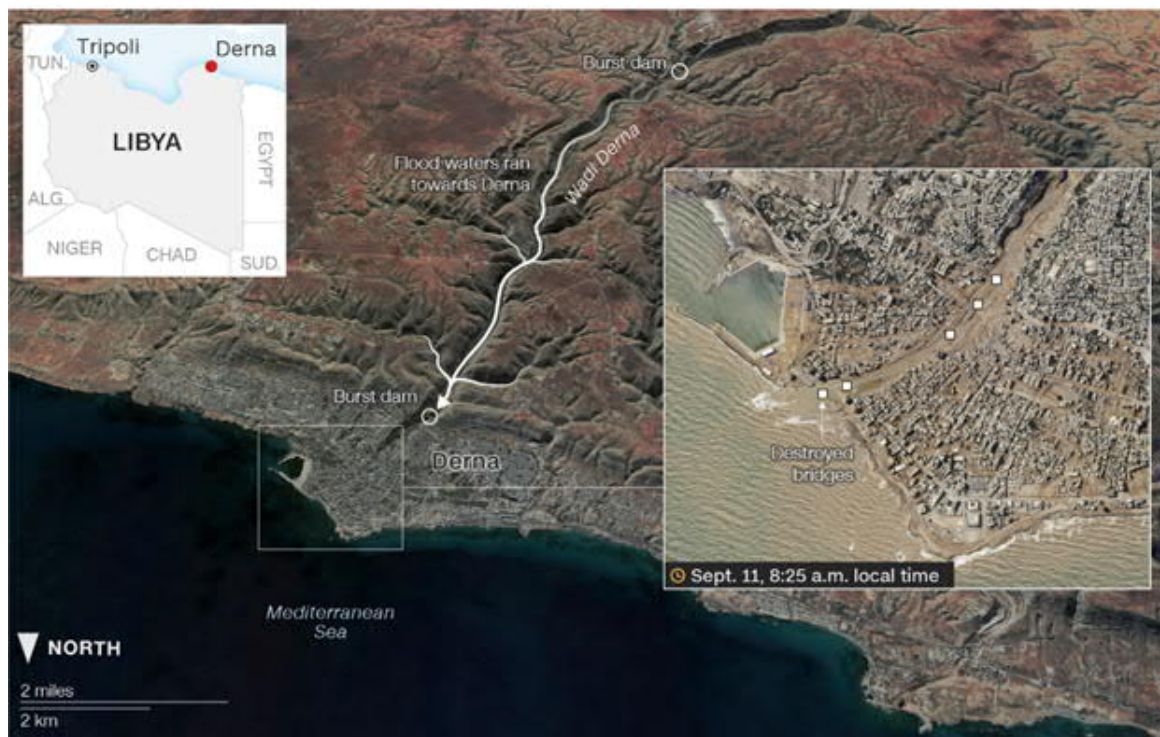 Tripoli
Derna
TUN.
LIBYA
EGYPT
ALG.
NIGER
CHAD
SUD.
Burst dam
Flood waters ran
towards Derna
Wadi Derna
Burst dam
Derna
Destroyed
bridges
Sept. 11, 8:25 a.m. local time
Mediterranean
Sea
NORTH
2 miles
2 km